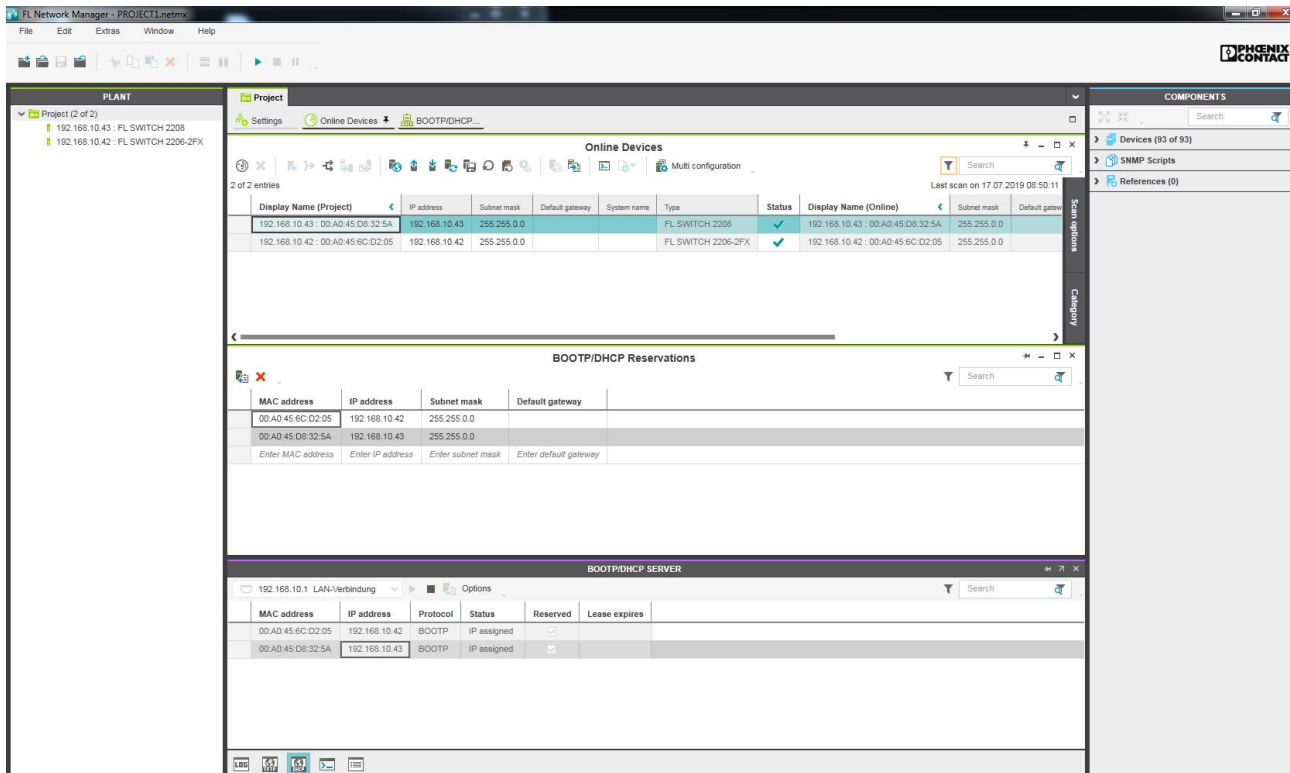 FL Network Manager - PROJECT1.netmx
File Edit Extras Window Help
PHŒNIX
CONTACT
PLANT
Project (2 of 2)
192.168.10.43 : FL SWITCH 2208
192.168.10.42 : FL SWITCH 2206-2FX
Project
Settings Online Devices BOOTP/DHCP...
Online Devices
Multi configuration Search
2 of 2 entries Last scan on 17.07.2019 08:50:11
Display Name (Project) IP address Subnet mask Default gateway System name Type Status Display Name (Online) Subnet mask Default gatew
192.168.10.43 : 00:A0:45:D8:32:5A 192.168.10.43 255.255.0.0 FL SWITCH 2208 192.168.10.43 : 00:A0:45:D8:32:5A 255.255.0.0
192.168.10.42 : 00:A0:45:6C:D2:05 192.168.10.42 255.255.0.0 FL SWITCH 2206-2FX 192.168.10.42 : 00:A0:45:6C:D2:05 255.255.0.0
Scan options
Category
BOOTP/DHCP Reservations
Search
MAC address IP address Subnet mask Default gateway
00:A0:45:6C:D2:05 192.168.10.42 255.255.0.0
00:A0:45:D8:32:5A 192.168.10.43 255.255.0.0
Enter MAC address Enter IP address Enter subnet mask Enter default gateway
BOOTP/DHCP SERVER
192.168.10.1 LAN-Verbindung Options Search
MAC address IP address Protocol Status Reserved Lease expires
00:A0:45:6C:D2:05 192.168.10.42 BOOTP IP assigned
00:A0:45:D8:32:5A 192.168.10.43 BOOTP IP assigned
LOG TFTP DHCP
COMPONENTS
Search
Devices (93 of 93)
SNMP Scripts
References (0)